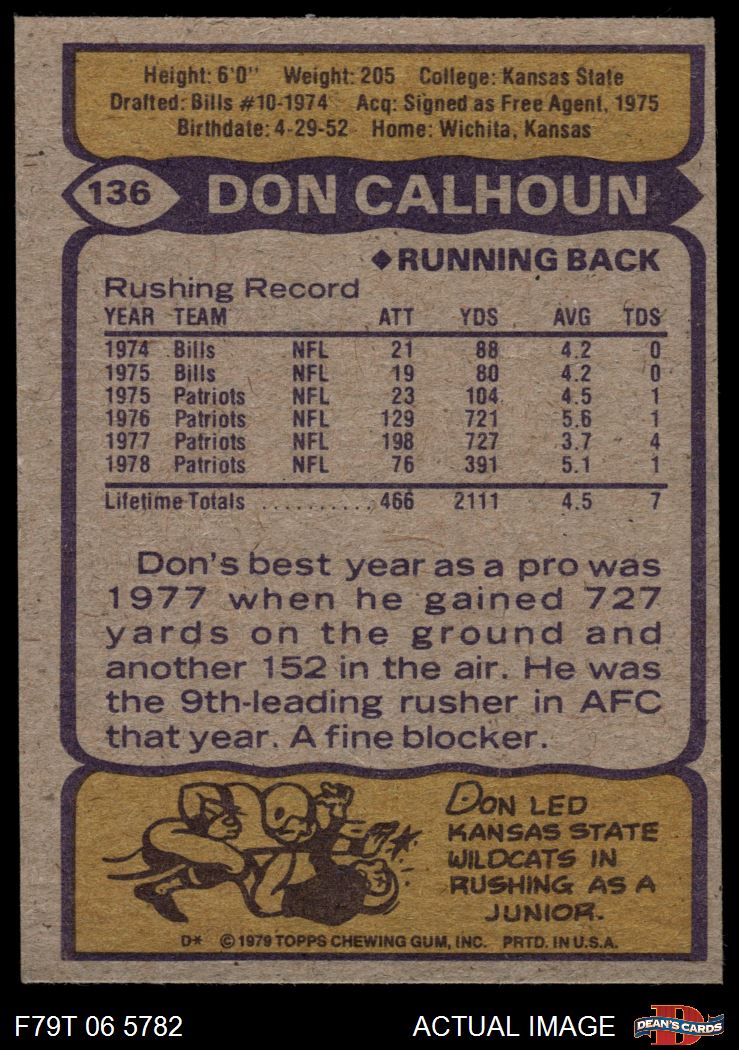 Height: 6'0" Weight: 205 College: Kansas State
Drafted: Bills #10-1974 Acq: Signed as Free Agent, 1975
Birthdate: 4-29-52 Home: Wichita, Kansas
136 DON CALHOUN
◆RUNNING BACK
Rushing Record
YEAR TEAM ATT YDS AVG TDS
1974 Bills NFL 21 88 4.2 0
1975 Bills NFL 19 80 4.2 0
1975 Patriots NFL 23 104 4.5 1
1976 Patriots NFL 129 721 5.6 1
1977 Patriots NFL 198 727 3.7 4
1978 Patriots NFL 76 391 5.1 1
Lifetime Totals .......... 466 2111 4.5 7
Don's best year as a pro was
1977 when he gained 727
yards on the ground and
another 152 in the air. He was
the 9th-leading rusher in AFC
that year. A fine blocker.
DON LED
KANSAS STATE
WILDCATS IN
RUSHING AS A
JUNIOR.
D* © 1979 TOPPS CHEWING GUM, INC. PRTD. IN U.S.A.
F79T 06 5782 ACTUAL IMAGE D DEAN'S CARDS